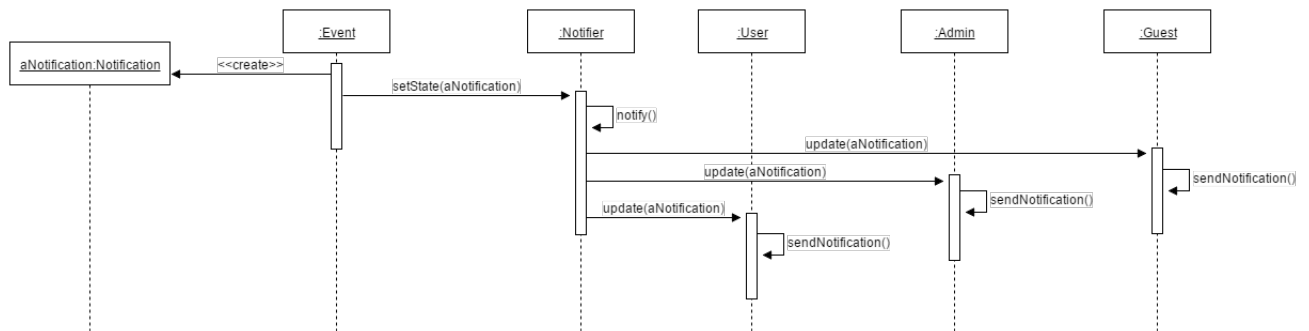 :Event
:Notifier
:User
:Admin
:Guest
aNotification:Notification
<<create>>
setState(aNotification)
notify()
update(aNotification)
update(aNotification)
sendNotification()
sendNotification()
update(aNotification)
sendNotification()